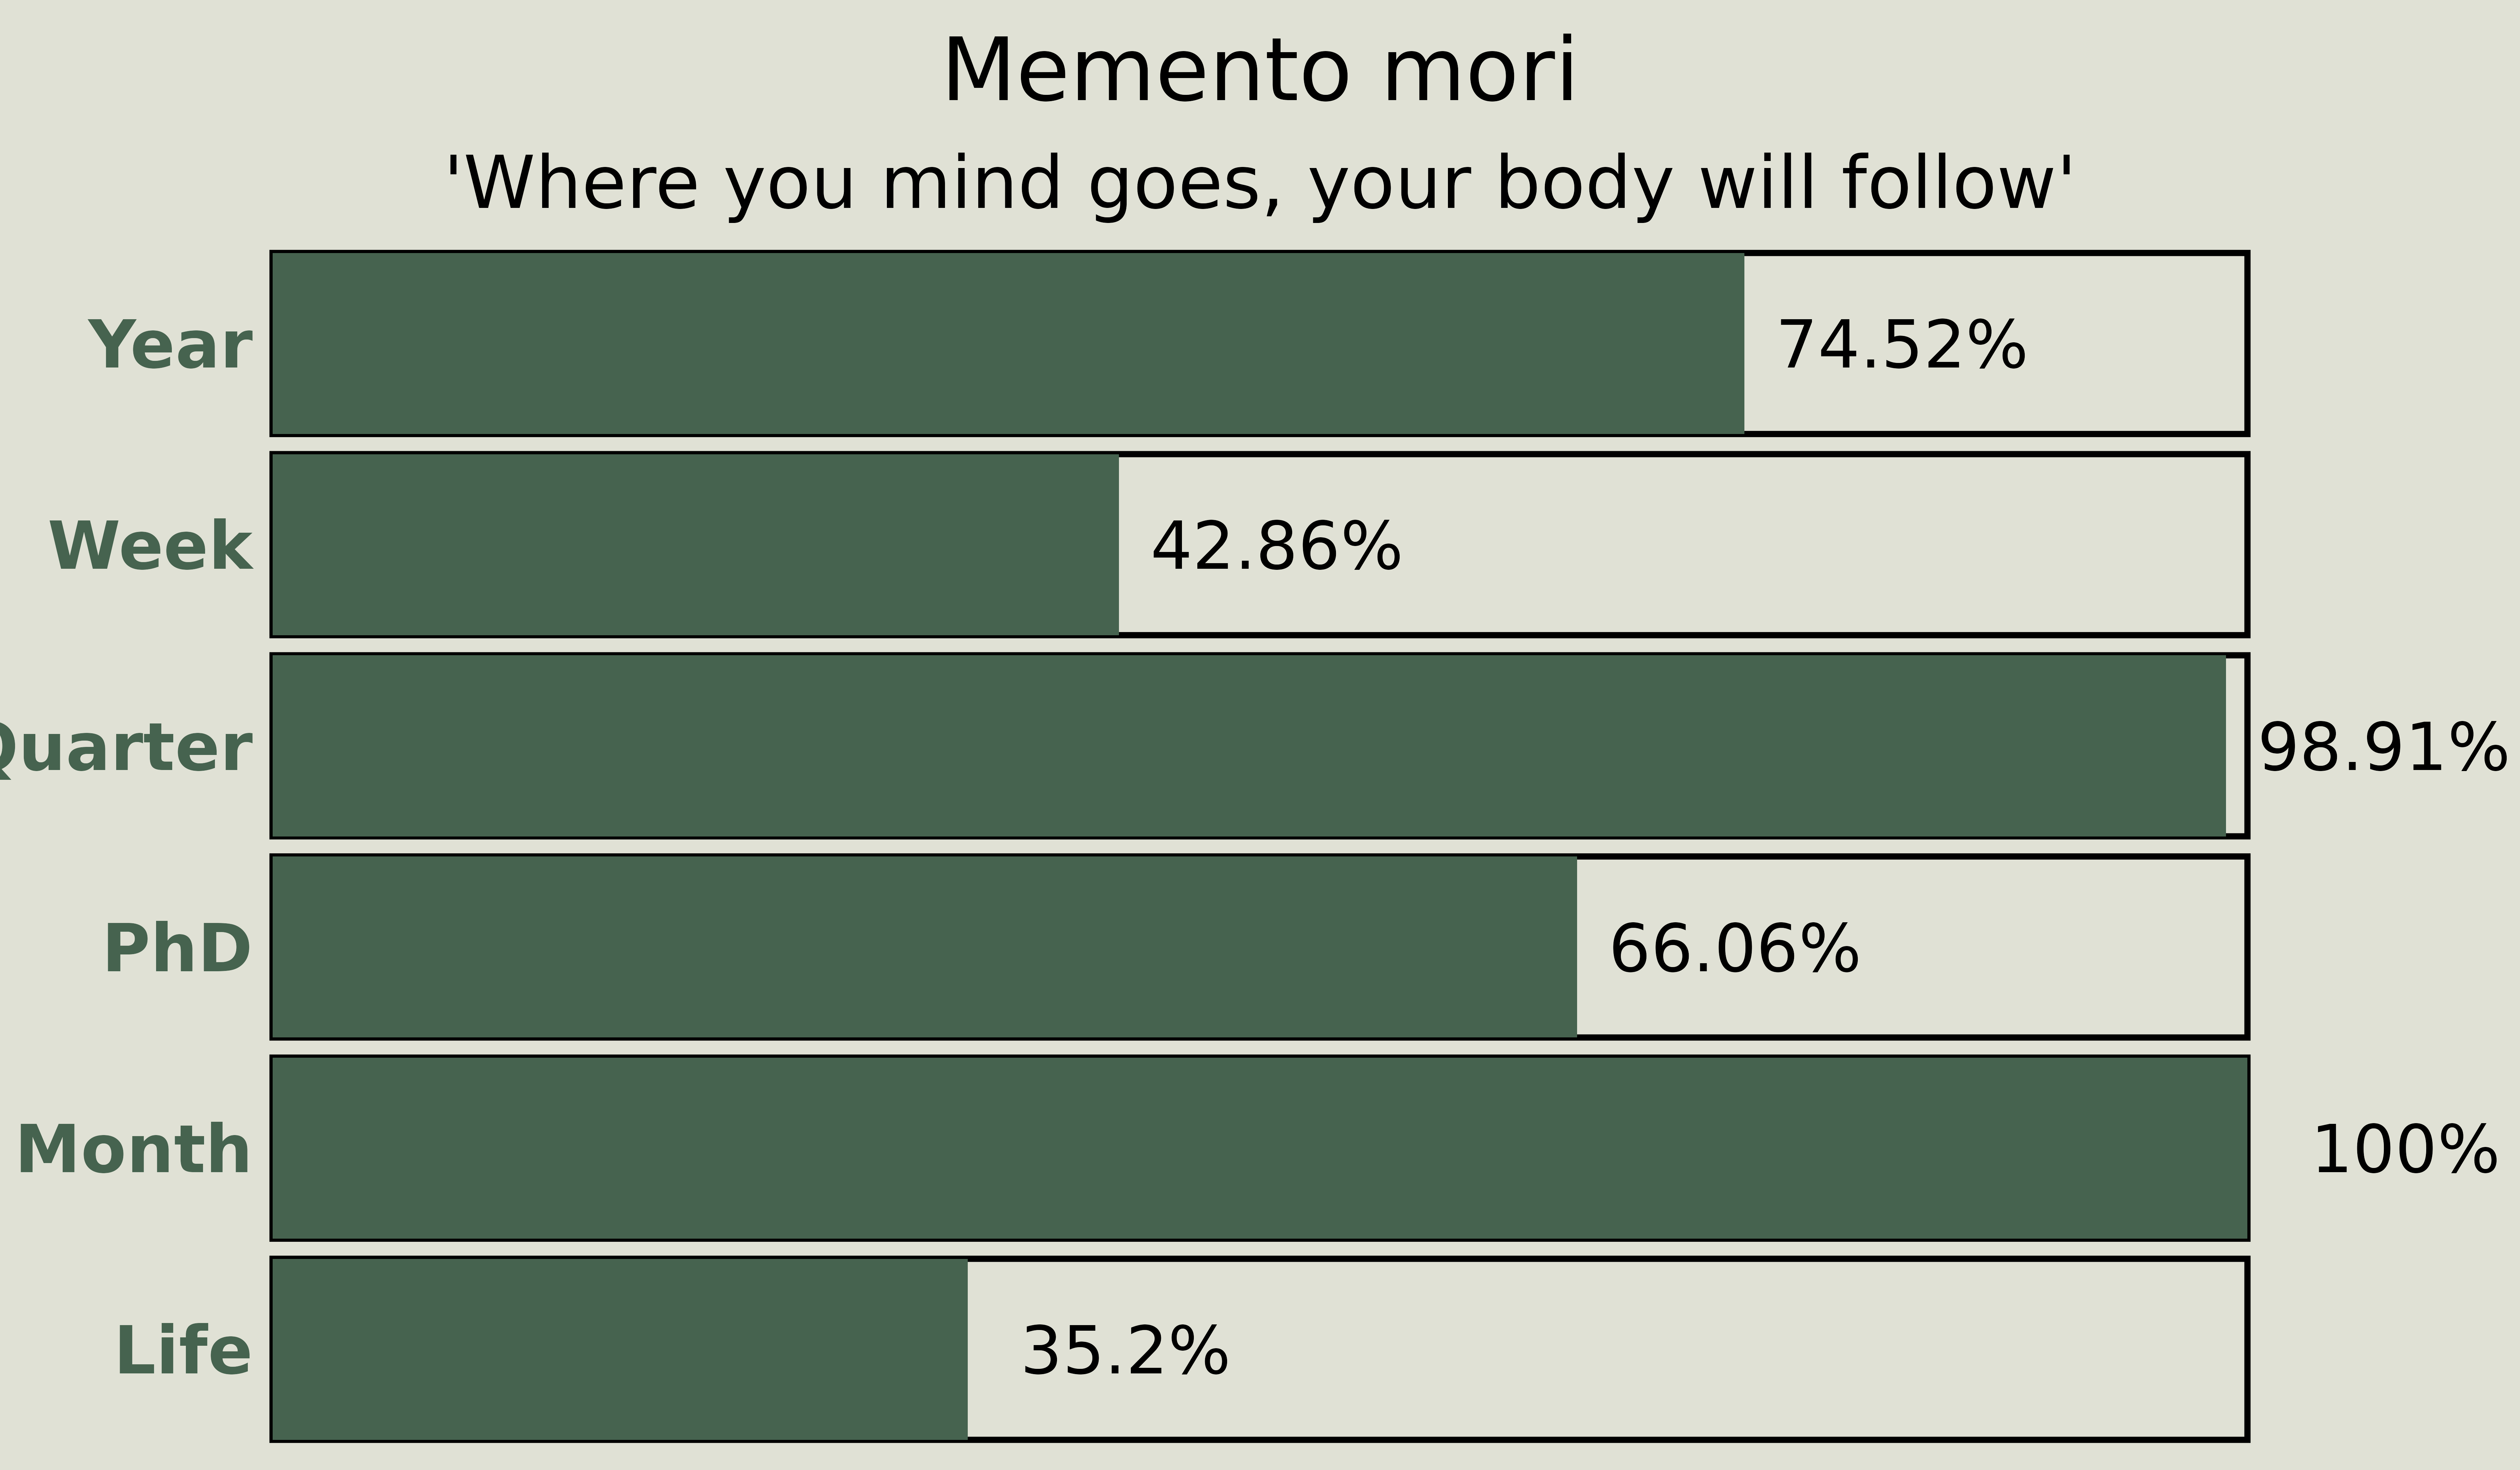 Memento mori
'Where you mind goes, your body will follow'
Year 74.52%
Week 42.86%
Quarter 98.91%
PhD 66.06%
Month 100%
Life 35.2%